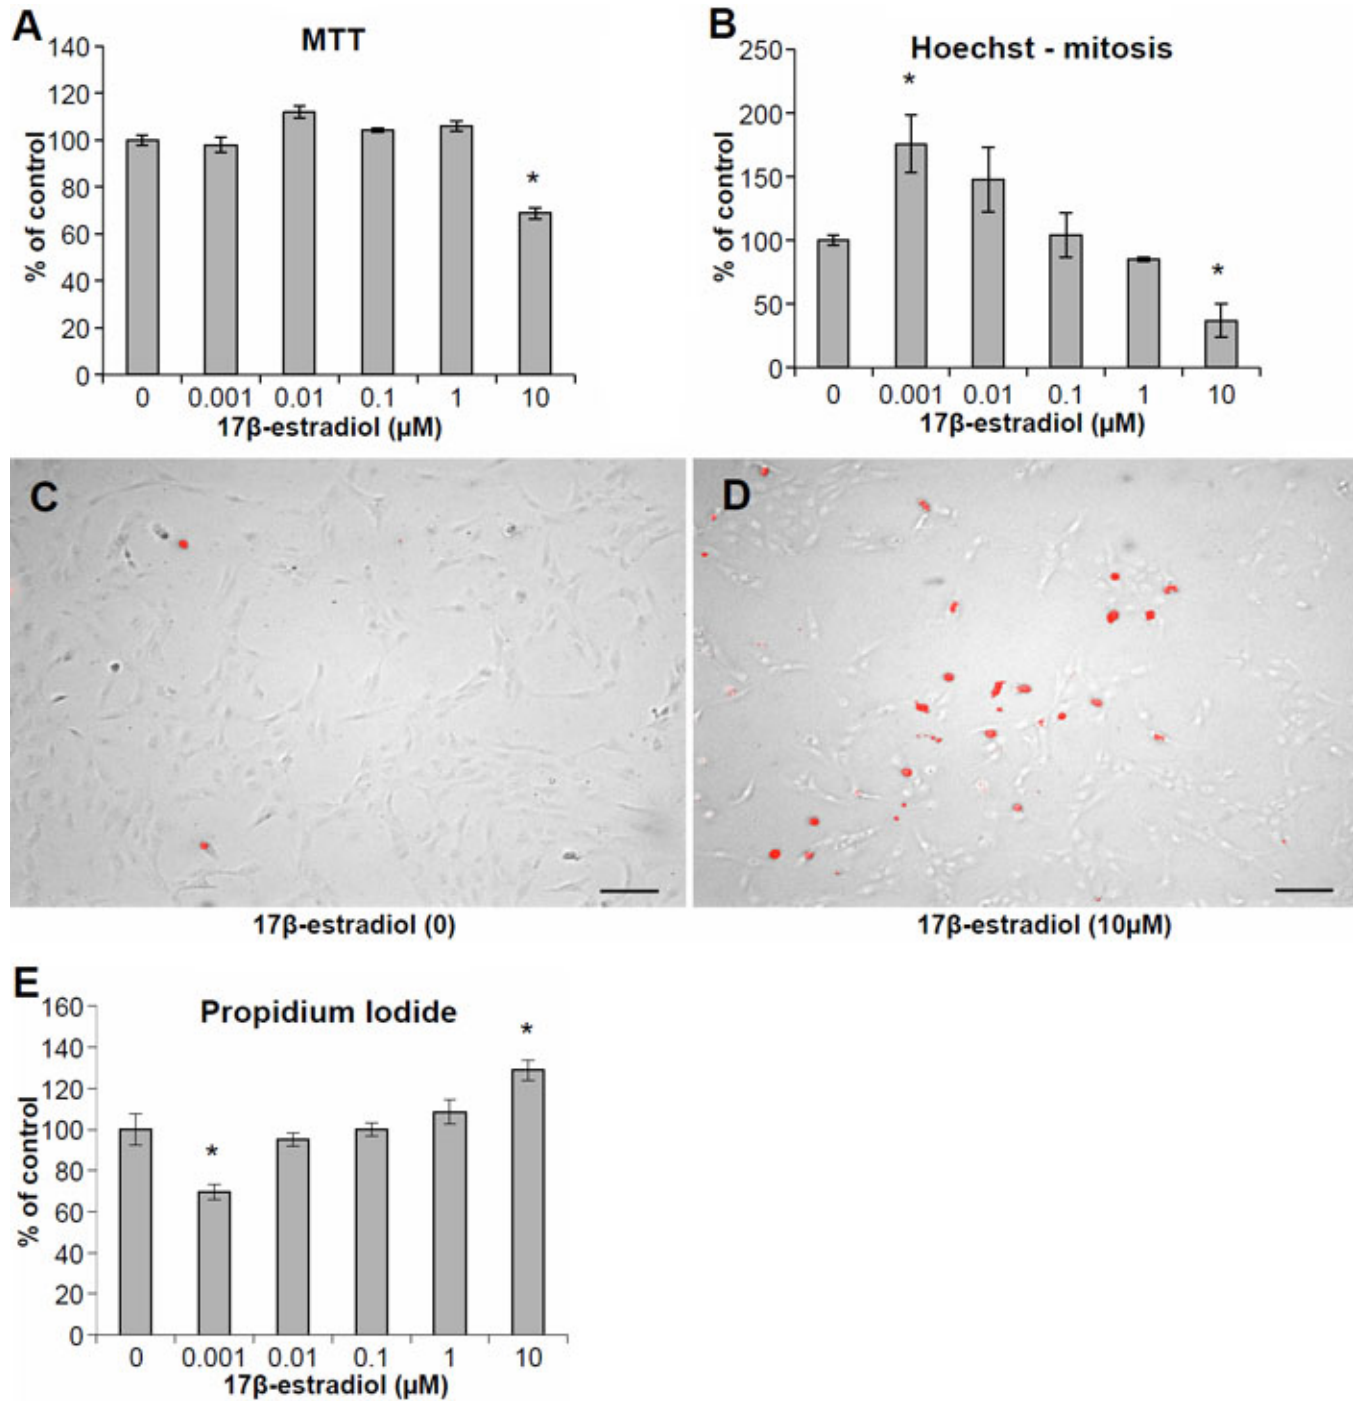 A
MTT
% of control
140
120
100
80
60
40
20
0
*
0 0.001 0.01 0.1 1 10
17β-estradiol (µM)
B
Hoechst - mitosis
% of control
250
200
150
100
50
0
*
*
0 0.001 0.01 0.1 1 10
17β-estradiol (µM)
C
17β-estradiol (0)
D
17β-estradiol (10µM)
E
Propidium Iodide
% of control
160
140
120
100
80
60
40
20
0
*
*
0 0.001 0.01 0.1 1 10
17β-estradiol (µM)